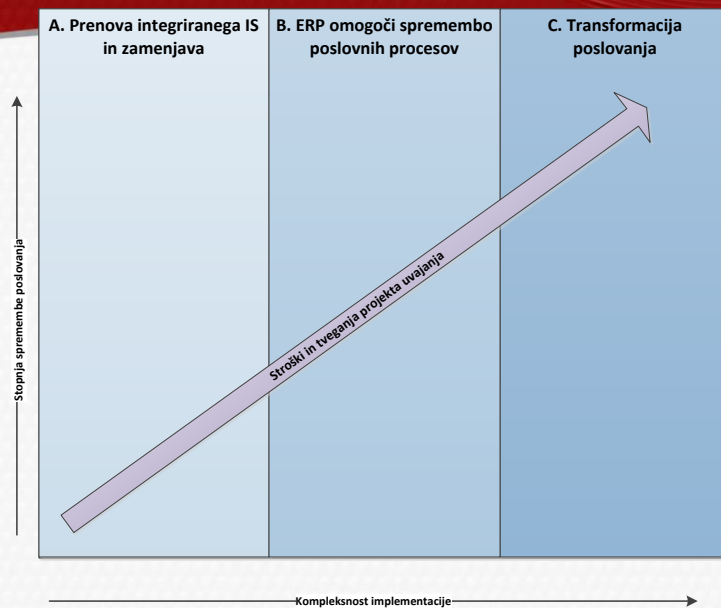 A. Prenova integriranega IS
in zamenjava
B. ERP omogoči spremembo
poslovnih procesov
C. Transformacija
poslovanja
Stopnja spremembe poslovanja
Stroški in tveganja projekta uvajanja
Kompleksnost implementacije